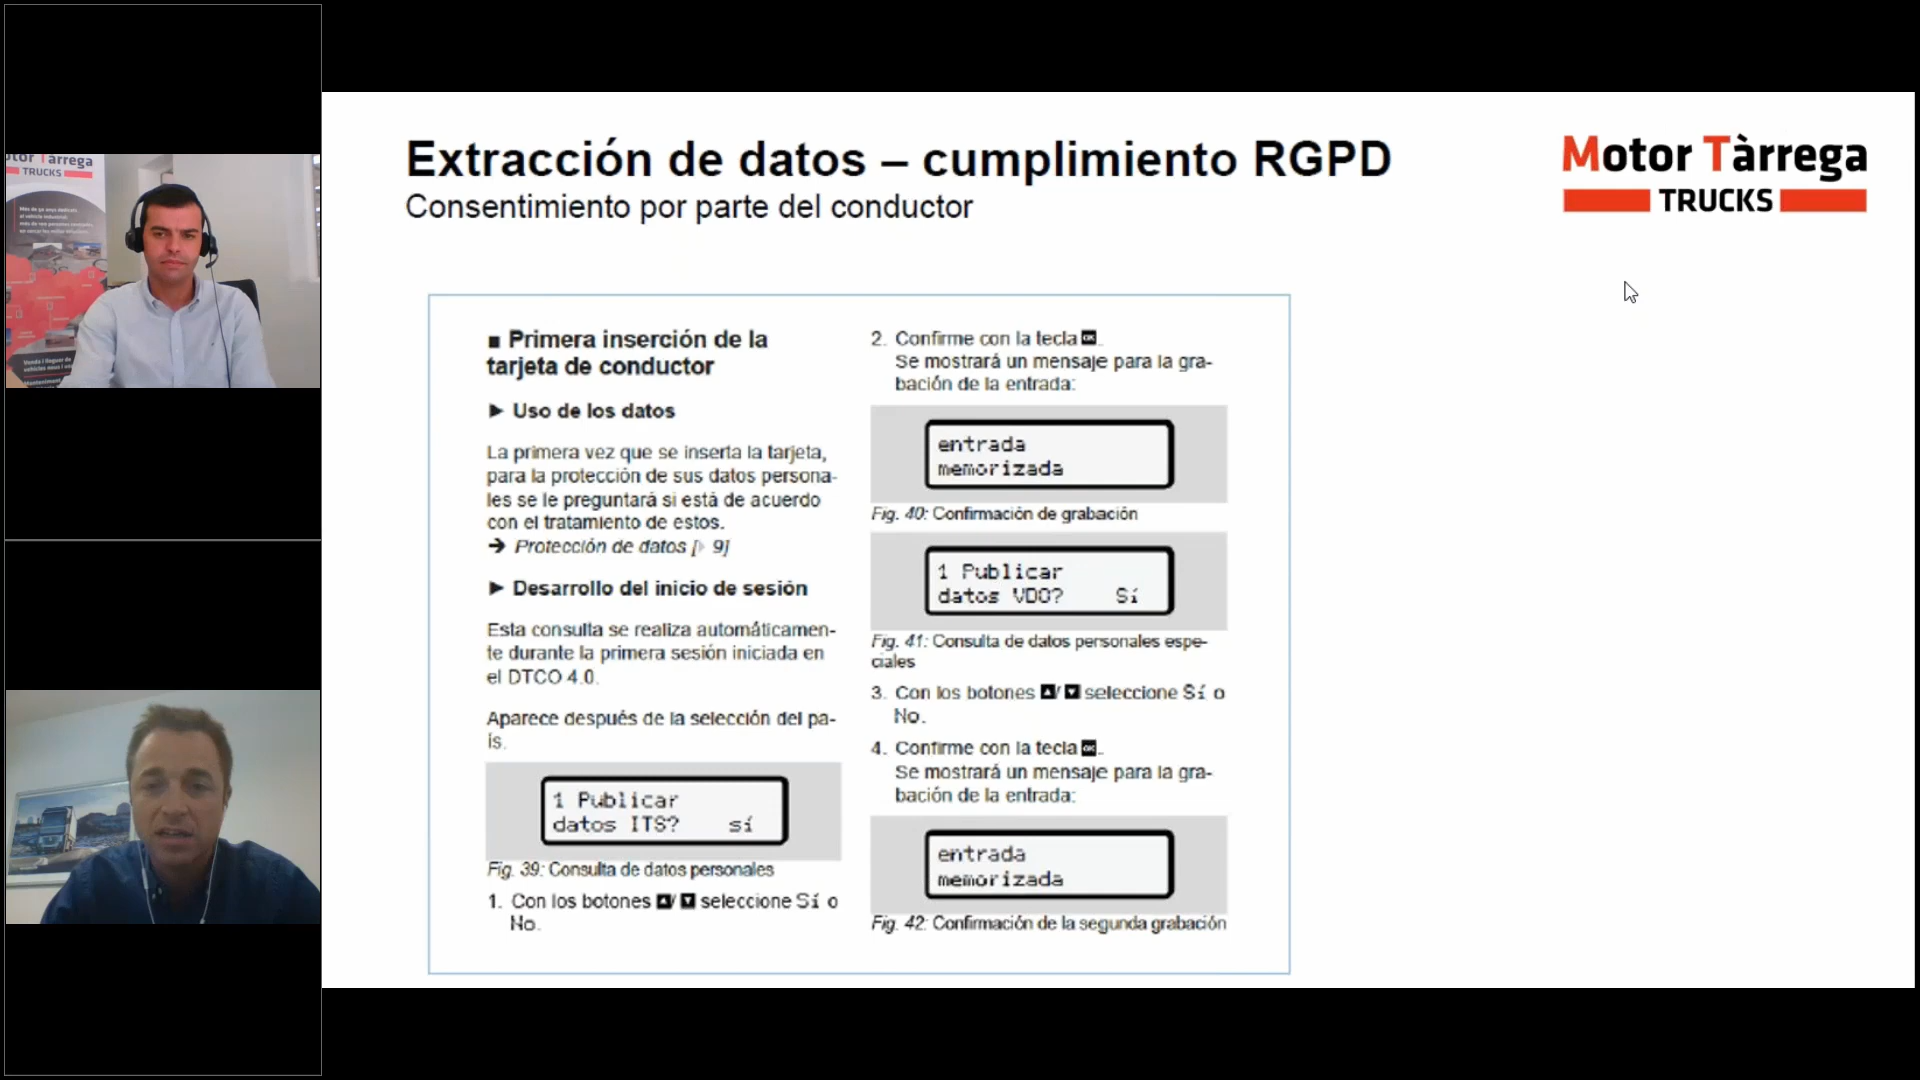 Extracción de datos – cumplimiento RGPD
Consentimiento por parte del conductor
Motor Tàrrega
TRUCKS
■ Primera inserción de la
tarjeta de conductor
► Uso de los datos
La primera vez que se inserta la tarjeta,
para la protección de sus datos persona-
les se le preguntará si está de acuerdo
con el tratamiento de estos.
➔ Protección de datos [▹ 9]
► Desarrollo del inicio de sesión
Esta consulta se realiza automáticamen-
te durante la primera sesión iniciada en
el DTCO 4.0.
Aparece después de la selección del pa-
ís.
1 Publicar
datos ITS? sí
Fig. 39: Consulta de datos personales
1. Con los botones ▲/▼ seleccione Sí o
No.
2. Confirme con la tecla OK.
Se mostrará un mensaje para la gra-
bación de la entrada:
entrada
memorizada
Fig. 40: Confirmación de grabación
1 Publicar
datos VDO? Sí
Fig. 41: Consulta de datos personales espe-
ciales
3. Con los botones ▲/▼ seleccione Sí o
No.
4. Confirme con la tecla OK.
Se mostrará un mensaje para la gra-
bación de la entrada:
entrada
memorizada
Fig. 42: Confirmación de la segunda grabación
otor Tàrrega
TRUCKS